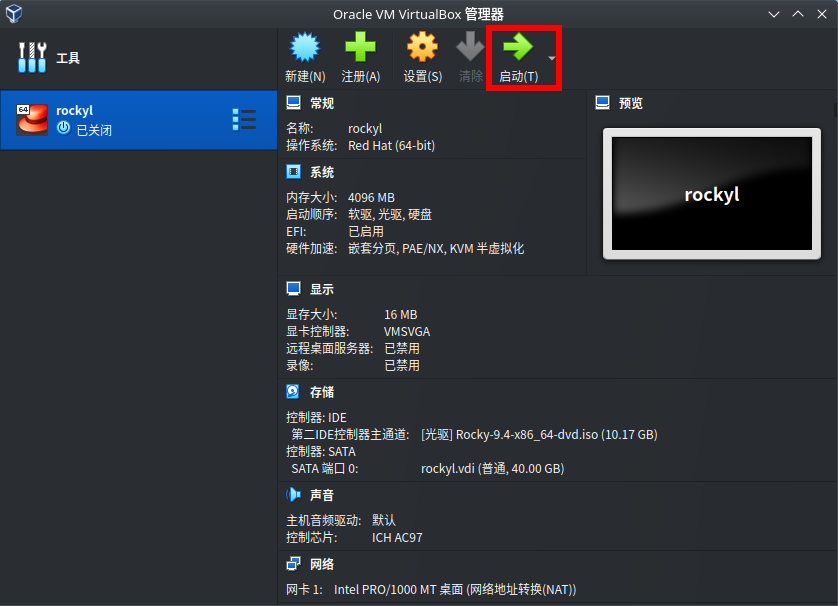 Oracle VM VirtualBox 管理器
工具
新建(N) 注册(A) 设置(S) 清除 启动(T)
64
rockyl
已关闭
常规
名称: rockyl
操作系统: Red Hat (64-bit)
系统
内存大小: 4096 MB
启动顺序: 软驱, 光驱, 硬盘
EFI: 已启用
硬件加速: 嵌套分页, PAE/NX, KVM 半虚拟化
预览
rockyl
显示
显存大小: 16 MB
显卡控制器: VMSVGA
远程桌面服务器: 已禁用
录像: 已禁用
存储
控制器: IDE
第二IDE控制器主通道: [光驱] Rocky-9.4-x86_64-dvd.iso (10.17 GB)
控制器: SATA
SATA 端口 0: rockyl.vdi (普通, 40.00 GB)
声音
主机音频驱动: 默认
控制芯片: ICH AC97
网络
网卡 1: Intel PRO/1000 MT 桌面 (网络地址转换(NAT))